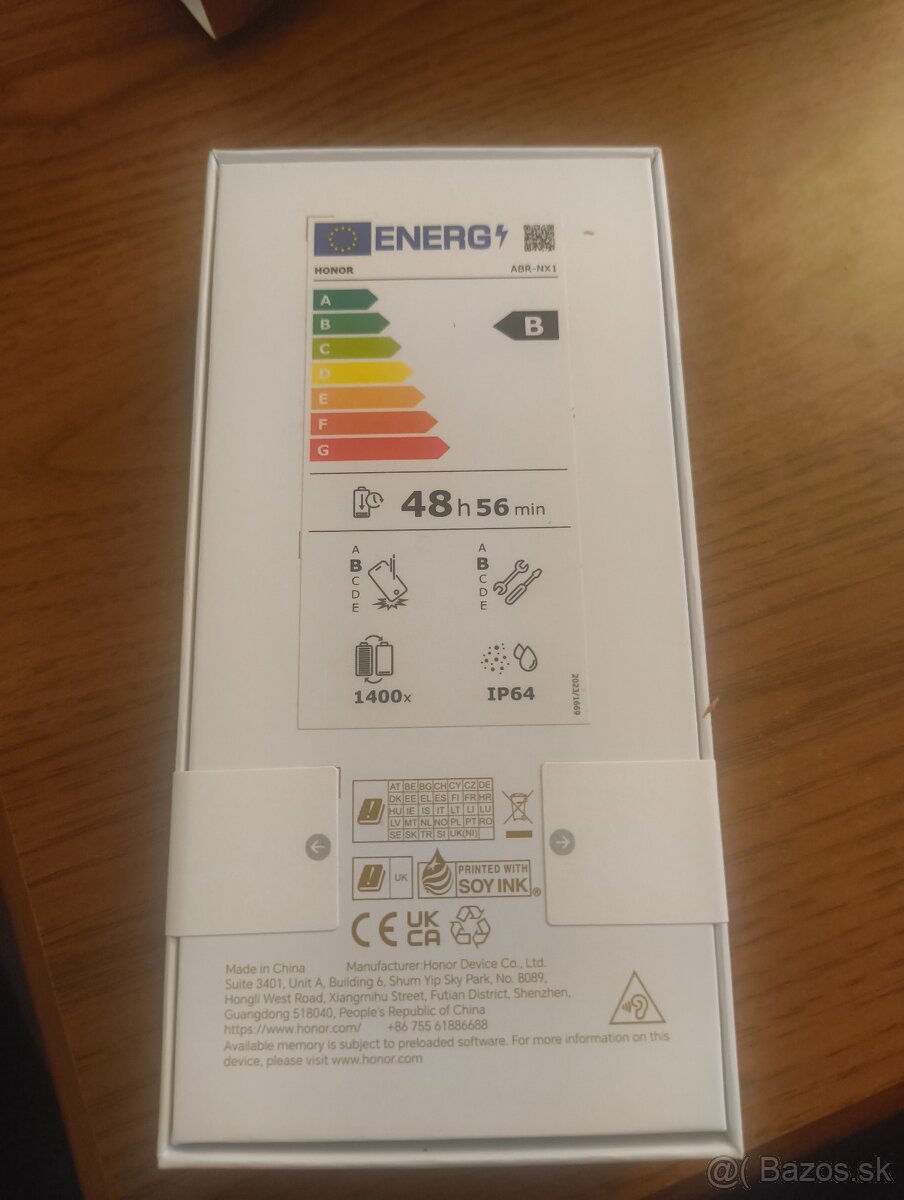 ENERG
HONOR ABR-NX1
A
B
B
C
D
E
F
G
48 h 56 min
A
B
C
D
E
A
B
C
D
E
1400x
IP64
2023/1669
AT BE BG CH CY CZ DE
DK EE EL ES FI FR HR
HU IE IS IT LT LI LU
LV MT NL NO PL PT RO
SE SK TR SI UK(NI)
UK
PRINTED WITH
SOY INK®
CE UK
CA
Made in China Manufacturer:Honor Device Co., Ltd.
Suite 3401, Unit A, Building 6, Shum Yip Sky Park, No. 8089,
Hongli West Road, Xiangmihu Street, Futian District, Shenzhen,
Guangdong 518040, People's Republic of China
https://www.honor.com/ +86 755 61886688
Available memory is subject to preloaded software. For more information on this
device, please visit www.honor.com
@( Bazos.sk